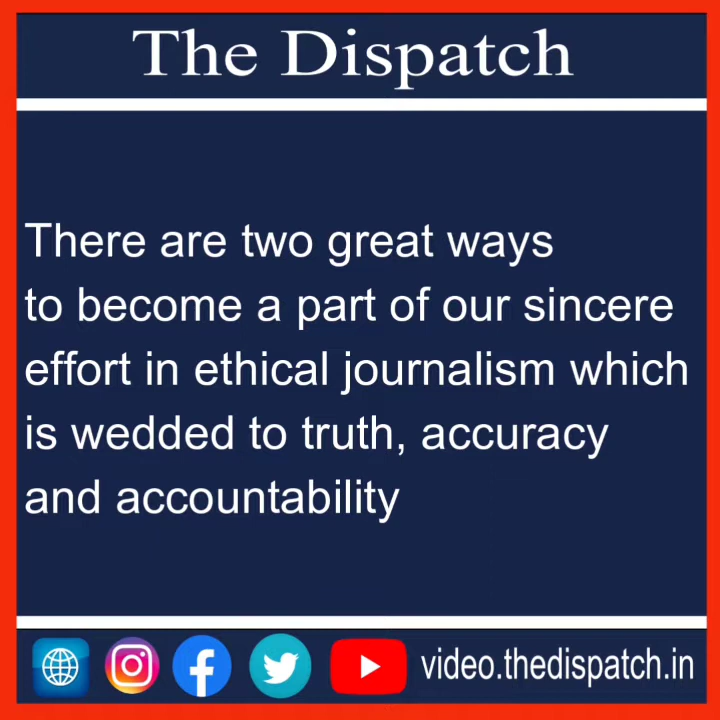 The Dispatch
There are two great ways
to become a part of our sincere
effort in ethical journalism which
is wedded to truth, accuracy
and accountability
video.thedispatch.in